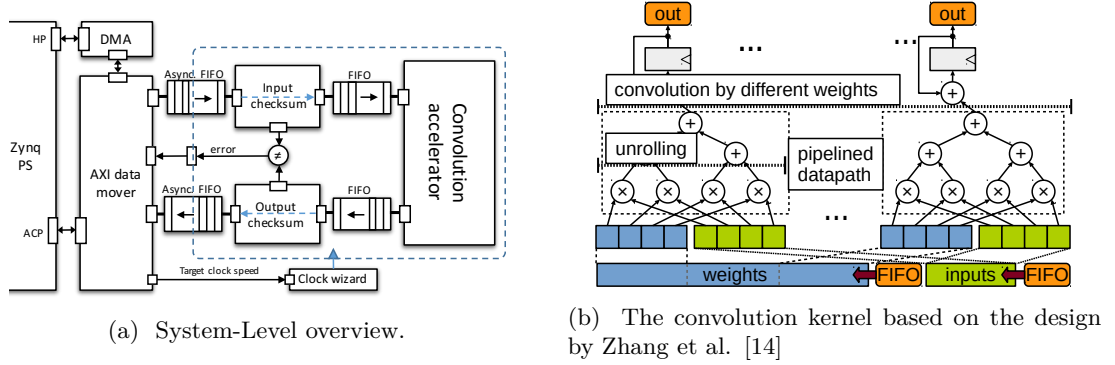 HP
DMA
Zynq
PS
ACP
AXI data
mover
Async FIFO
Input
checksum
FIFO
error
≠
Async FIFO
Output
checksum
FIFO
Convolution
accelerator
Target clock speed
Clock wizard
(a) System-Level overview.
out
...
...
out
<
<
convolution by different weights
+
+
+
unrolling
+
pipelined
datapath
+
+
× × × ×
× × × ×
...
weights
FIFO
inputs
FIFO
(b) The convolution kernel based on the design
by Zhang et al. [14]